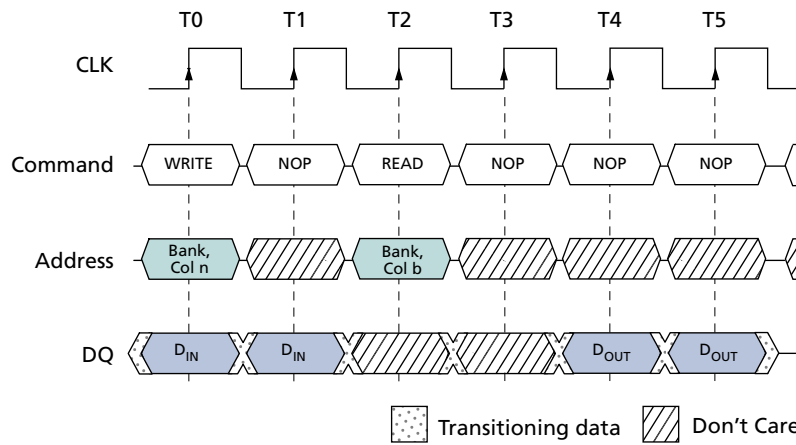 T0 T1 T2 T3 T4 T5
CLK
Command WRITE NOP READ NOP NOP NOP
Address Bank, Col n Bank, Col b
DQ DIN DIN DOUT DOUT
Transitioning data Don't Care